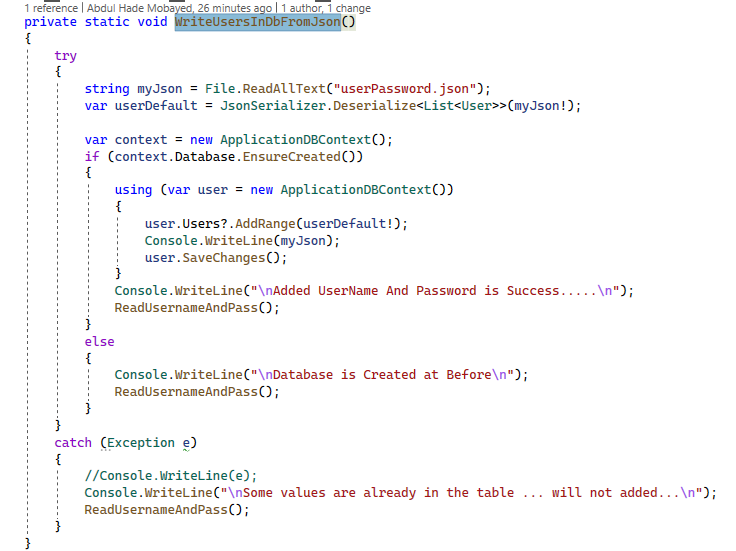 1 reference | Abdul Hade Mobayed, 26 minutes ago | 1 author, 1 change
private static void WriteUsersInDbFromJson()
{
    try
    {
        string myJson = File.ReadAllText("userPassword.json");
        var userDefault = JsonSerializer.Deserialize<List<User>>(myJson!);

        var context = new ApplicationDBContext();
        if (context.Database.EnsureCreated())
        {
            using (var user = new ApplicationDBContext())
            {
                user.Users?.AddRange(userDefault!);
                Console.WriteLine(myJson);
                user.SaveChanges();
            }
            Console.WriteLine("\nAdded UserName And Password is Success.....\n");
            ReadUsernameAndPass();
        }
        else
        {
            Console.WriteLine("\nDatabase is Created at Before\n");
            ReadUsernameAndPass();
        }
    }
    catch (Exception e)
    {
        //Console.WriteLine(e);
        Console.WriteLine("\nSome values are already in the table ... will not added...\n");
        ReadUsernameAndPass();
    }
}